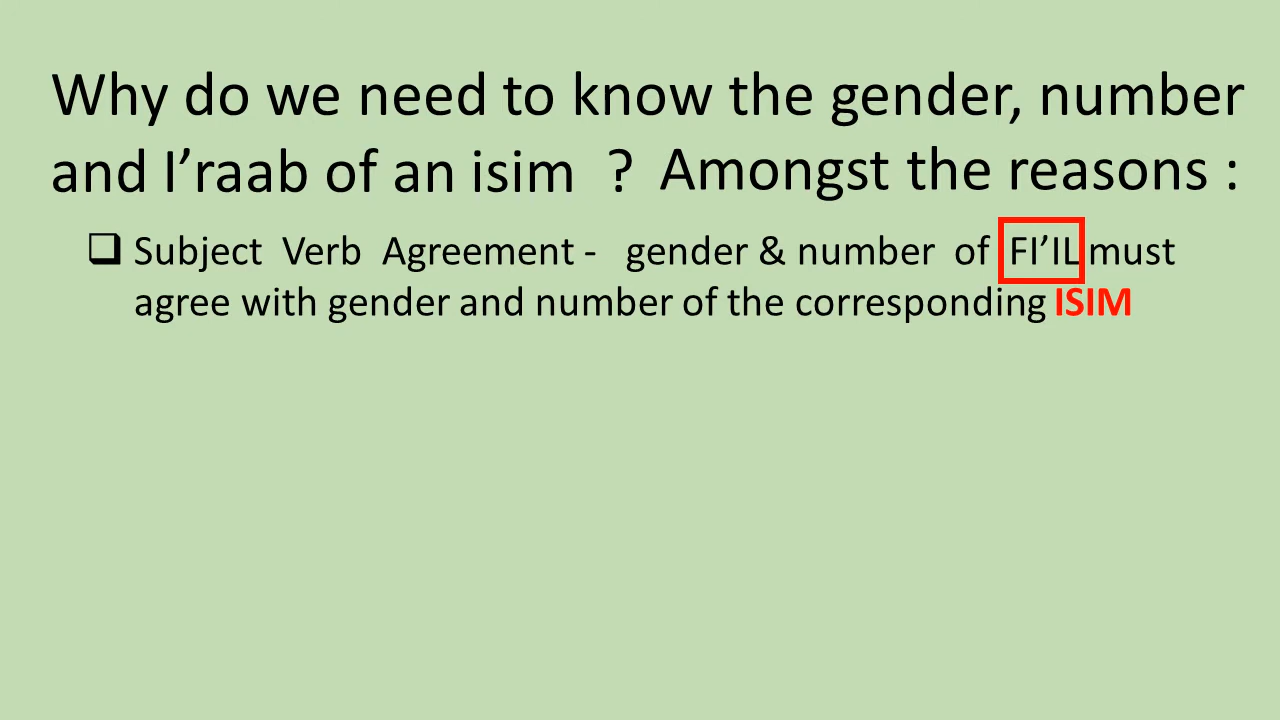 Why do we need to know the gender, number
and I’raab of an isim ? Amongst the reasons :
❑ Subject Verb Agreement - gender & number of FI’IL must
agree with gender and number of the corresponding ISIM